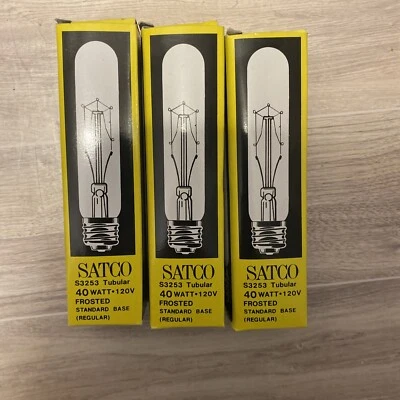 SATCO
S3253 Tubular
40 WATT•120V
FROSTED
STANDARD BASE
(REGULAR)
SATCO
S3253 Tubular
40 WATT•120V
FROSTED
STANDARD BASE
(REGULAR)
SATCO
S3253 Tubular
40 WATT•120V
FROSTED
STANDARD BASE
(REGULAR)